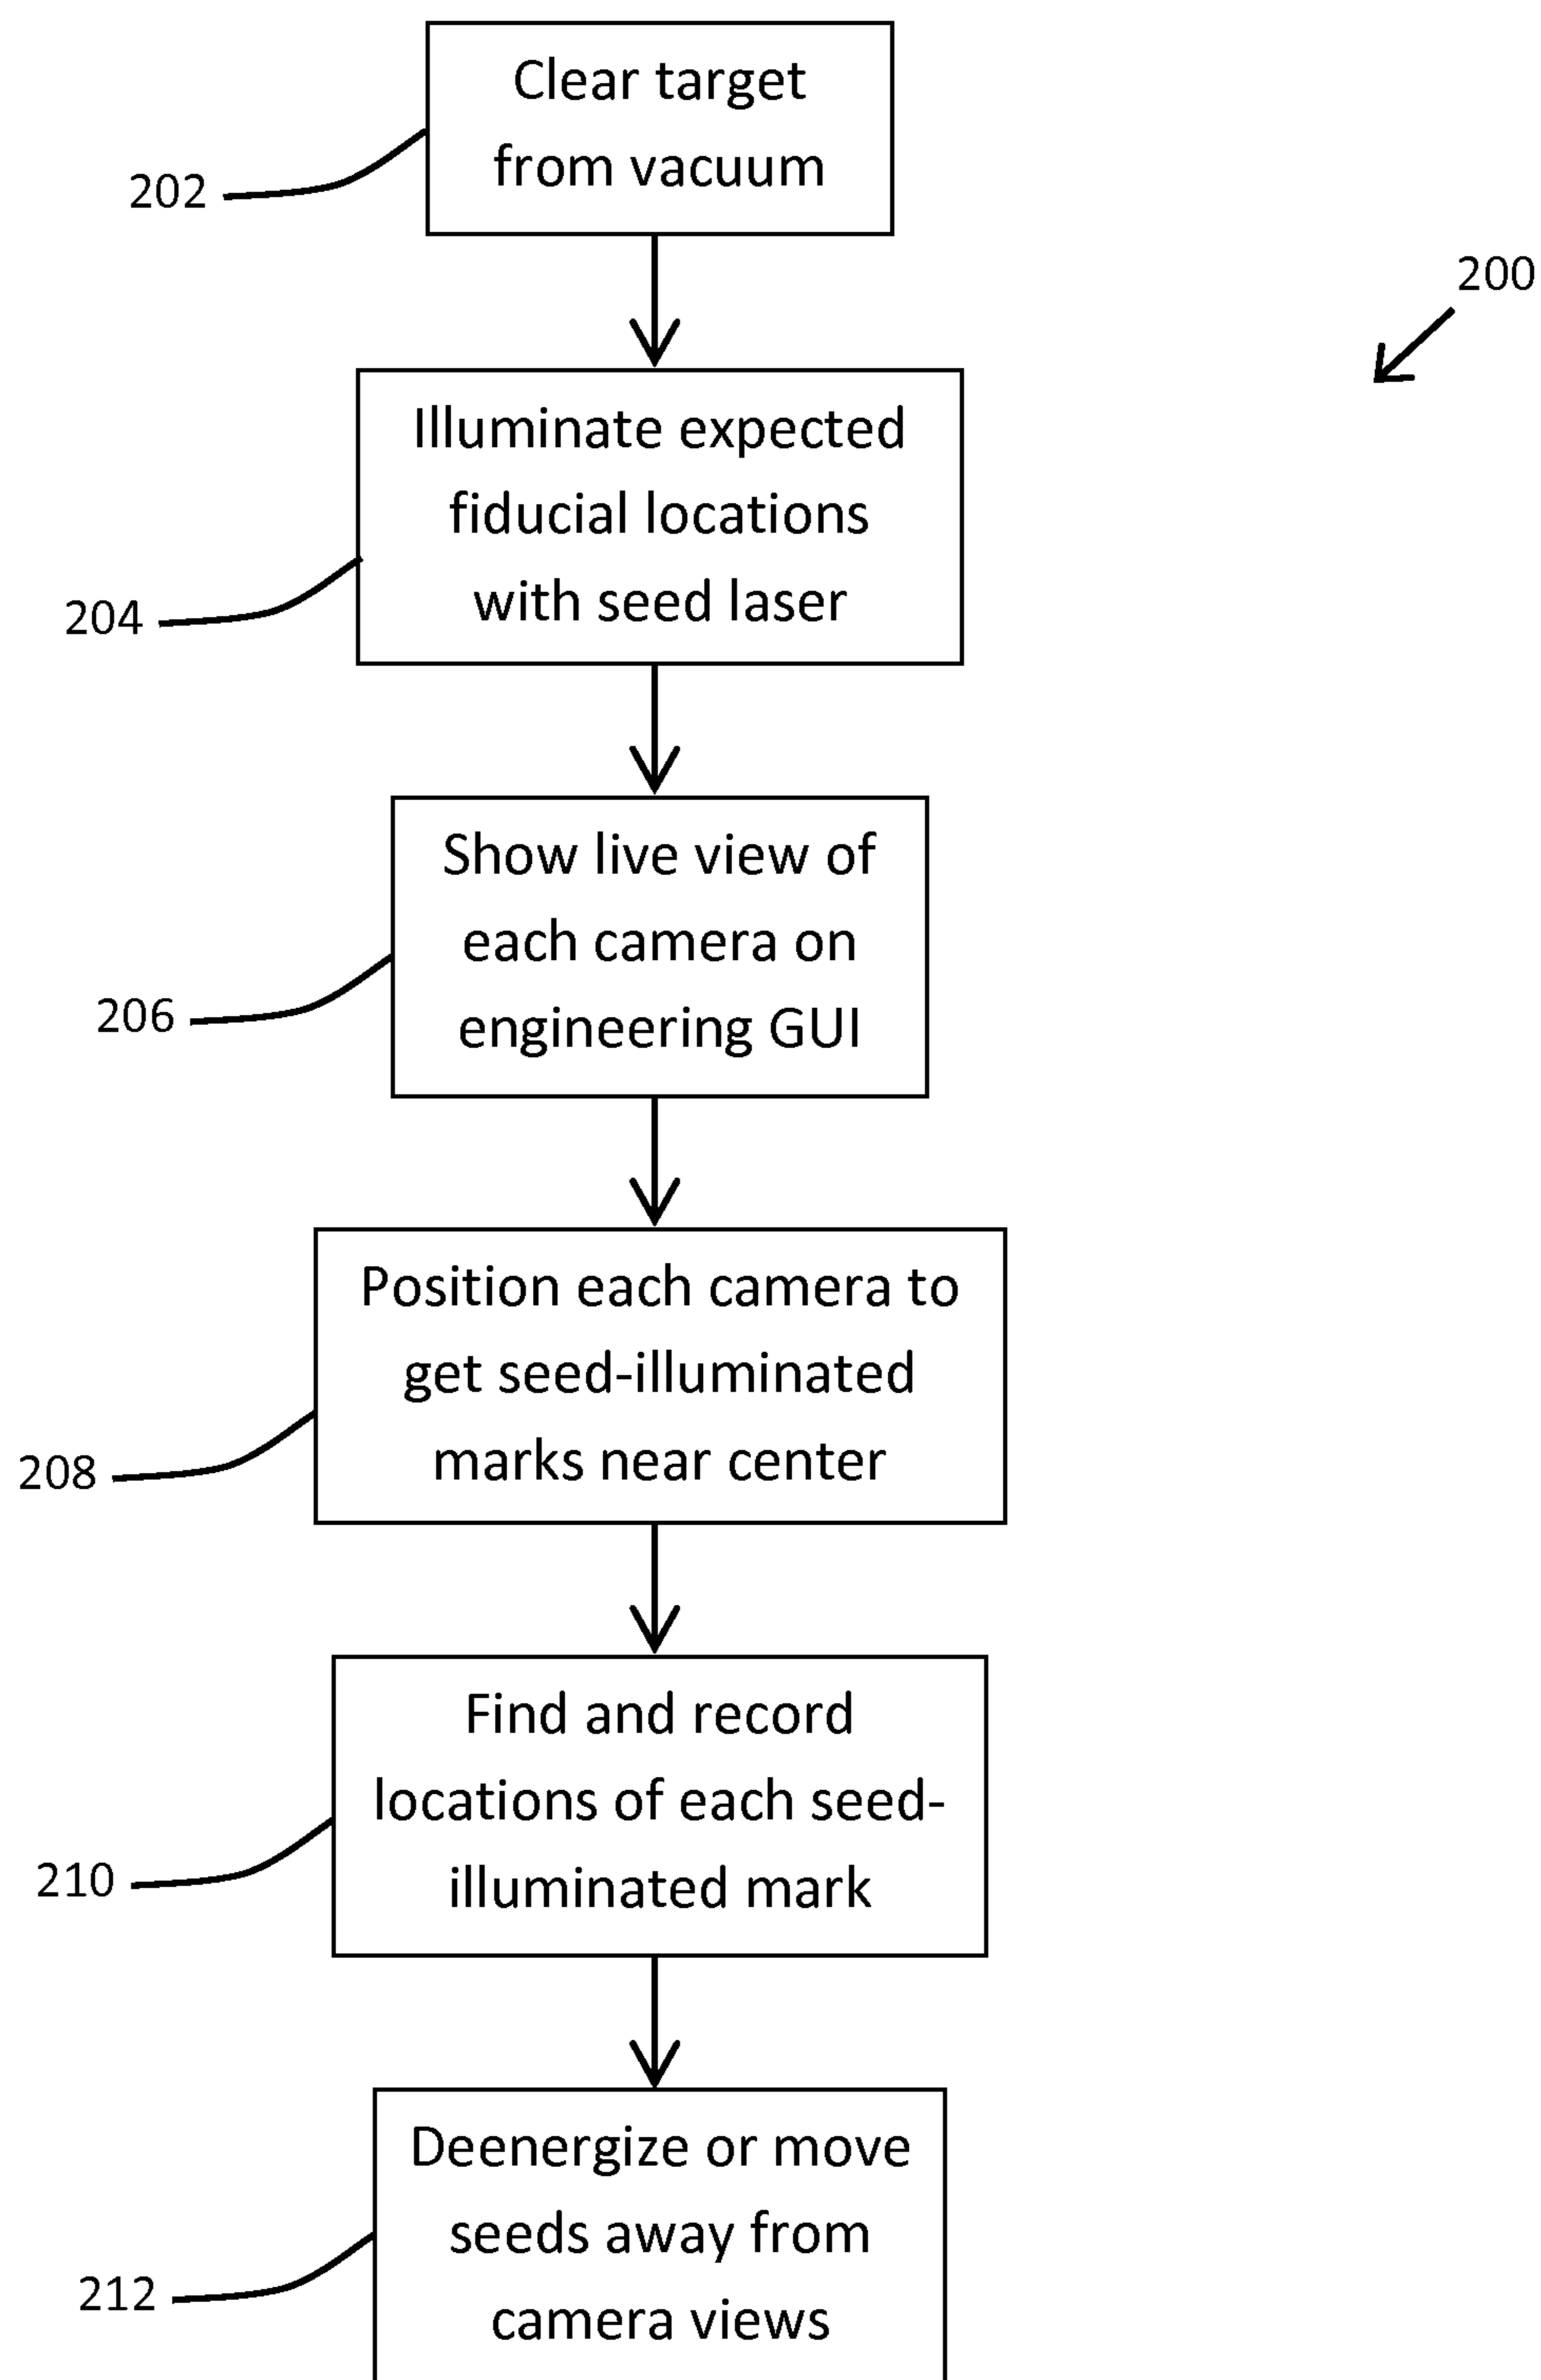 Clear target
from vacuum
202
200
Illuminate expected
fiducial locations
with seed laser
204
Show live view of
each camera on
engineering GUI
206
Position each camera to
get seed-illuminated
marks near center
208
Find and record
locations of each seed-
illuminated mark
210
Deenergize or move
seeds away from
camera views
212